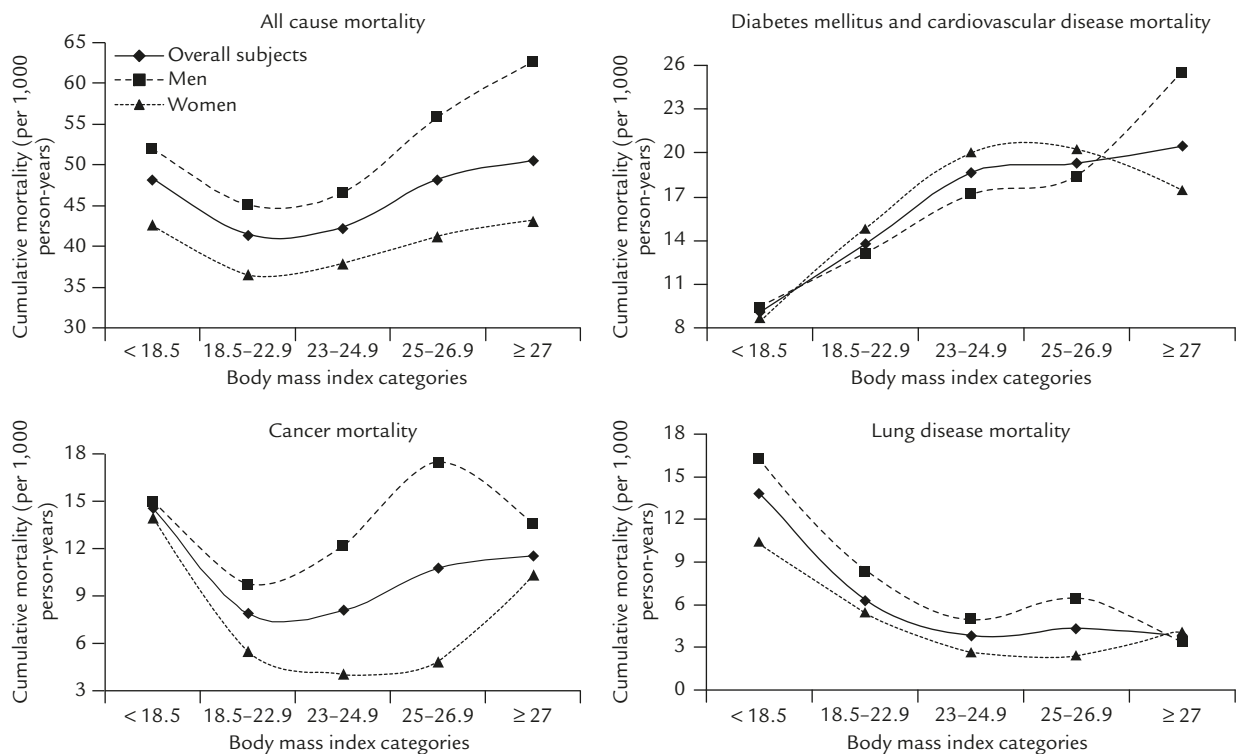 All cause mortality
Cumulative mortality (per 1,000
person-years)
65
60
55
50
45
40
35
30
Overall subjects
Men
Women
< 18.5
18.5–22.9
23–24.9
25–26.9
≥ 27
Body mass index categories
Diabetes mellitus and cardiovascular disease mortality
Cumulative mortality (per 1,000
person-years)
26
23
20
17
14
11
8
< 18.5
18.5–22.9
23–24.9
25–26.9
≥ 27
Body mass index categories
Cancer mortality
Cumulative mortality (per 1,000
person-years)
18
15
12
9
6
3
< 18.5
18.5–22.9
23–24.9
25–26.9
≥ 27
Body mass index categories
Lung disease mortality
Cumulative mortality (per 1,000
person-years)
18
15
12
9
6
3
0
< 18.5
18.5–22.9
23–24.9
25–26.9
≥ 27
Body mass index categories